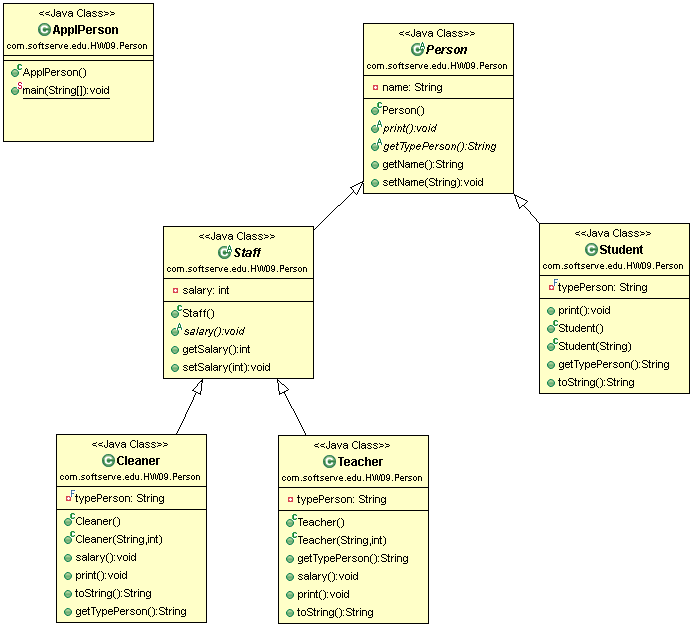 <<Java Class>>
ApplPerson
com.softserve.edu.HW09.Person
ApplPerson()
main(String[]):void
<<Java Class>>
Person
com.softserve.edu.HW09.Person
name: String
Person()
print():void
getTypePerson():String
getName():String
setName(String):void
<<Java Class>>
Staff
com.softserve.edu.HW09.Person
salary: int
Staff()
salary():void
getSalary():int
setSalary(int):void
<<Java Class>>
Student
com.softserve.edu.HW09.Person
typePerson: String
print():void
Student()
Student(String)
getTypePerson():String
toString():String
<<Java Class>>
Cleaner
com.softserve.edu.HW09.Person
typePerson: String
Cleaner()
Cleaner(String,int)
salary():void
print():void
toString():String
getTypePerson():String
<<Java Class>>
Teacher
com.softserve.edu.HW09.Person
typePerson: String
Teacher()
Teacher(String,int)
getTypePerson():String
salary():void
print():void
toString():String